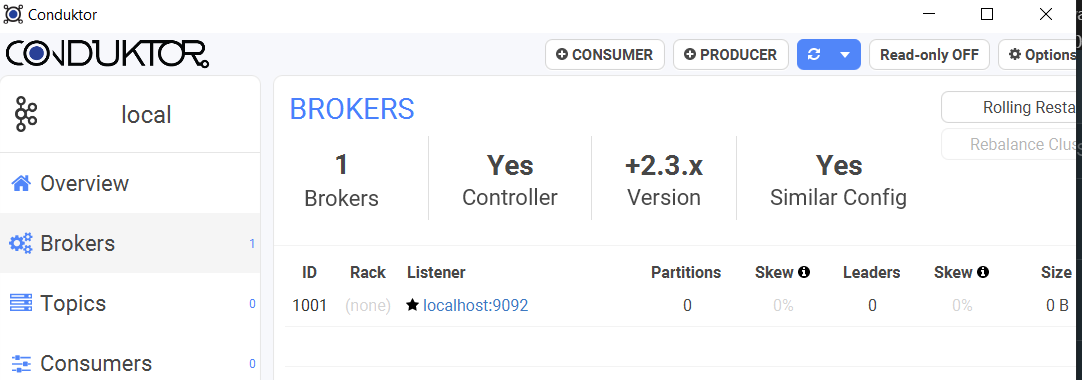 Conduktor
CONDUKTOR
CONSUMER
PRODUCER
Read-only OFF
Options
local
Overview
Brokers 1
Topics 0
Consumers 0
BROKERS
Rolling Resta
Rebalance Clus
1
Brokers
Yes
Controller
+2.3.x
Version
Yes
Similar Config
ID Rack Listener Partitions Skew Leaders Skew Size
1001 (none) localhost:9092 0 0% 0 0% 0 B